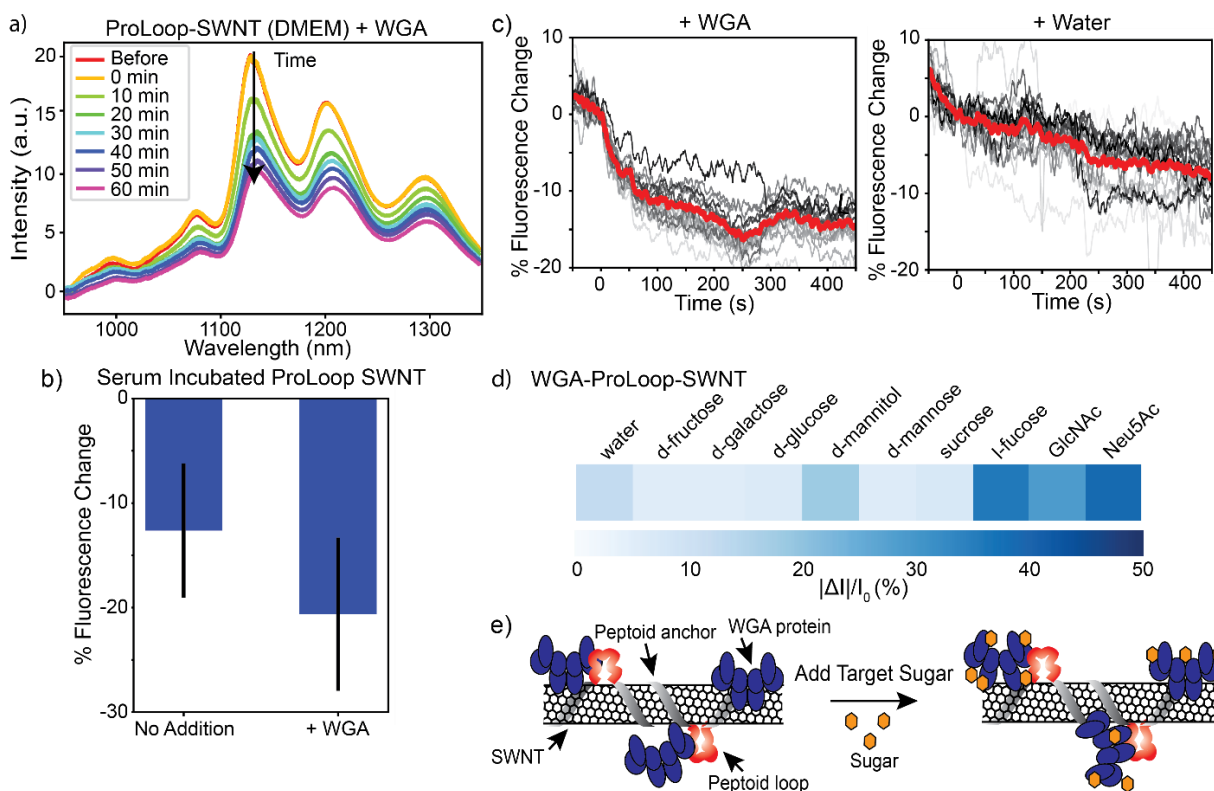 a)
ProLoop-SWNT (DMEM) + WGA
Intensity (a.u.)
20
15
10
5
0
Before
0 min
10 min
20 min
30 min
40 min
50 min
60 min
Time
1000 1100 1200 1300
Wavelength (nm)
b)
Serum Incubated ProLoop SWNT
% Fluorescence Change
0
-10
-20
-30
No Addition + WGA
c)
+ WGA
% Fluorescence Change
10
0
-10
-20
0 100 200 300 400
Time (s)
+ Water
% Fluorescence Change
10
0
-10
-20
0 100 200 300 400
Time (s)
d)
WGA-ProLoop-SWNT
water
d-fructose
d-galactose
d-glucose
d-mannitol
d-mannose
sucrose
l-fucose
GlcNAc
Neu5Ac
0 10 20 30 40 50
|ΔI|/I₀ (%)
e)
Peptoid anchor
WGA protein
SWNT
Peptoid loop
Add Target Sugar
Sugar